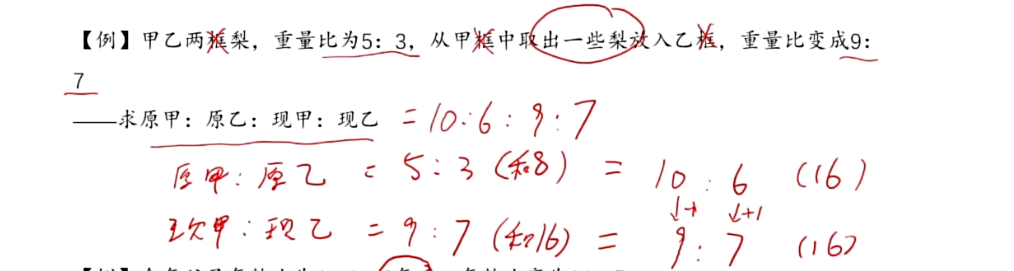 【例】甲乙两框梨，重量比为5：3，从甲框中取出一些梨放入乙框，重量比变成9：
7
——求原甲：原乙：现甲：现乙 =10:6:9:7
原甲:原乙 = 5:3 (和8) = 10:6 (16)
↓-1 ↓+1
现甲:现乙 = 9:7 (和16) = 9:7 (16)